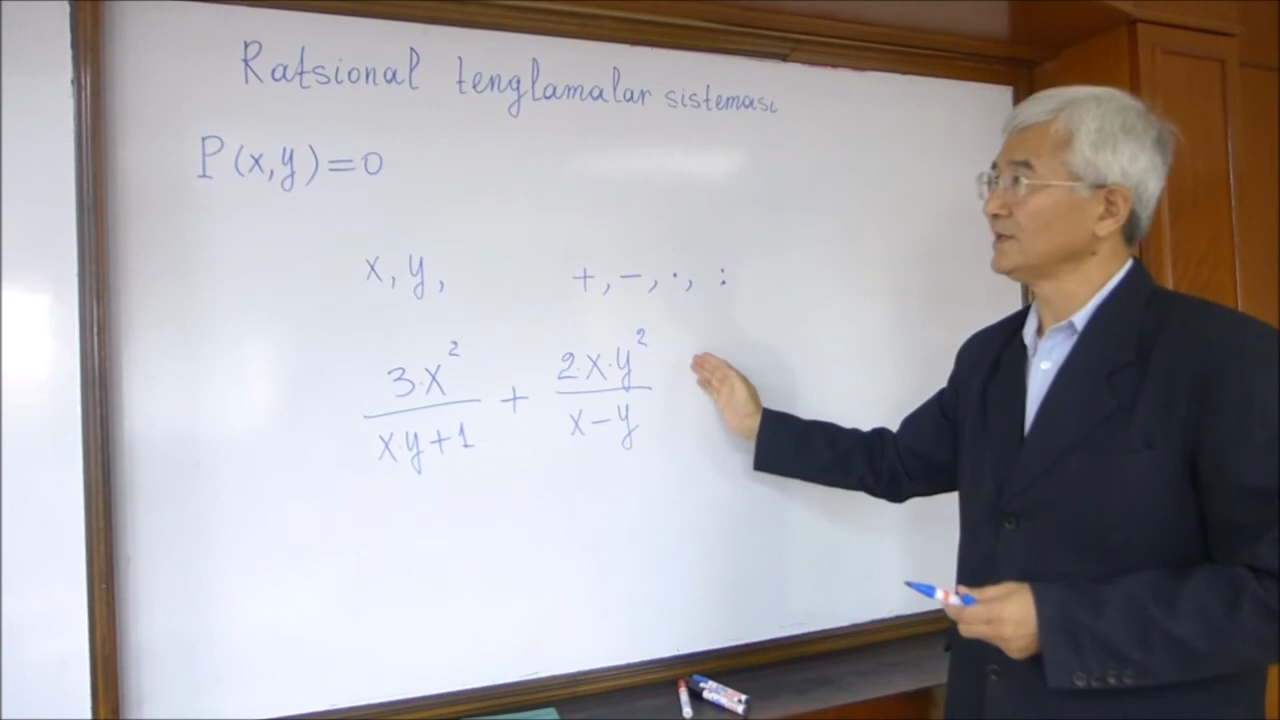 Ratsional tenglamalar sistemasi
P(x,y)=0
x, y, +, -, ·, :
3·x² / x·y+1 + 2·x·y² / x-y